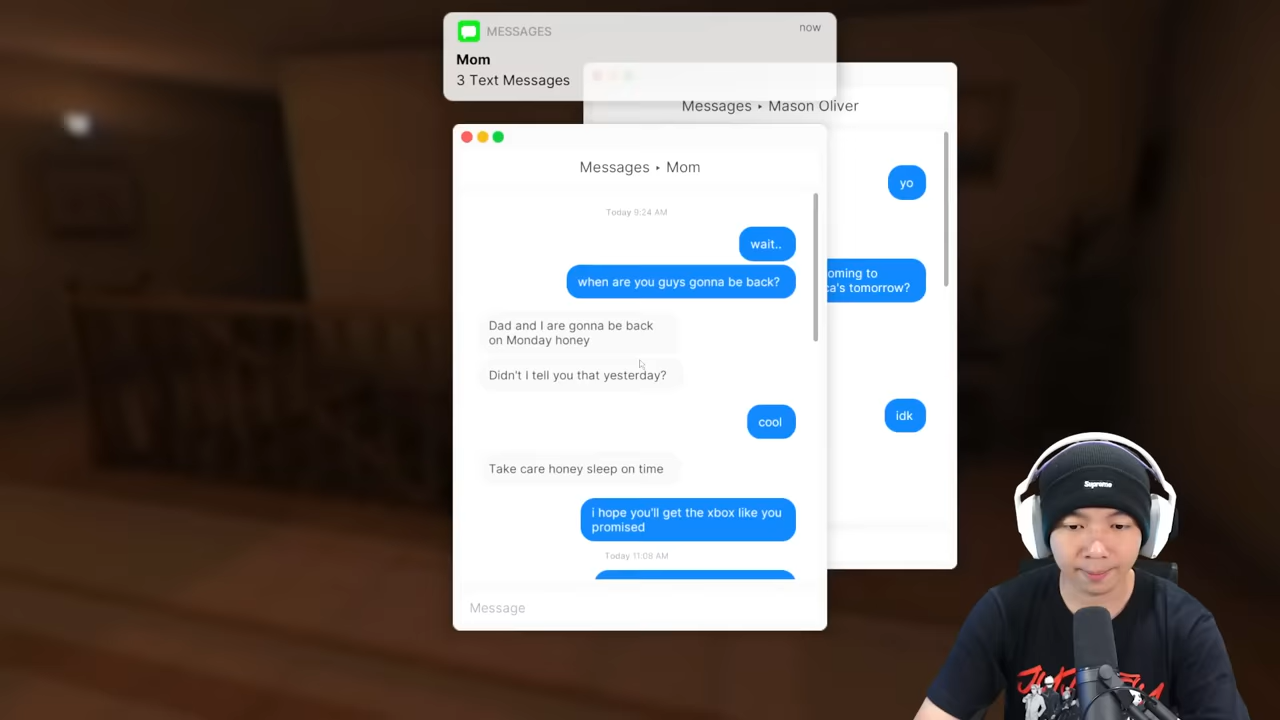 MESSAGES
now
Mom
3 Text Messages
Messages ‣ Mason Oliver
yo
oming to
ca's tomorrow?
idk
Messages ‣ Mom
Today 9:24 AM
wait..
when are you guys gonna be back?
Dad and I are gonna be back
on Monday honey
Didn't I tell you that yesterday?
cool
Take care honey sleep on time
i hope you'll get the xbox like you
promised
Today 11:08 AM
Message
Supreme